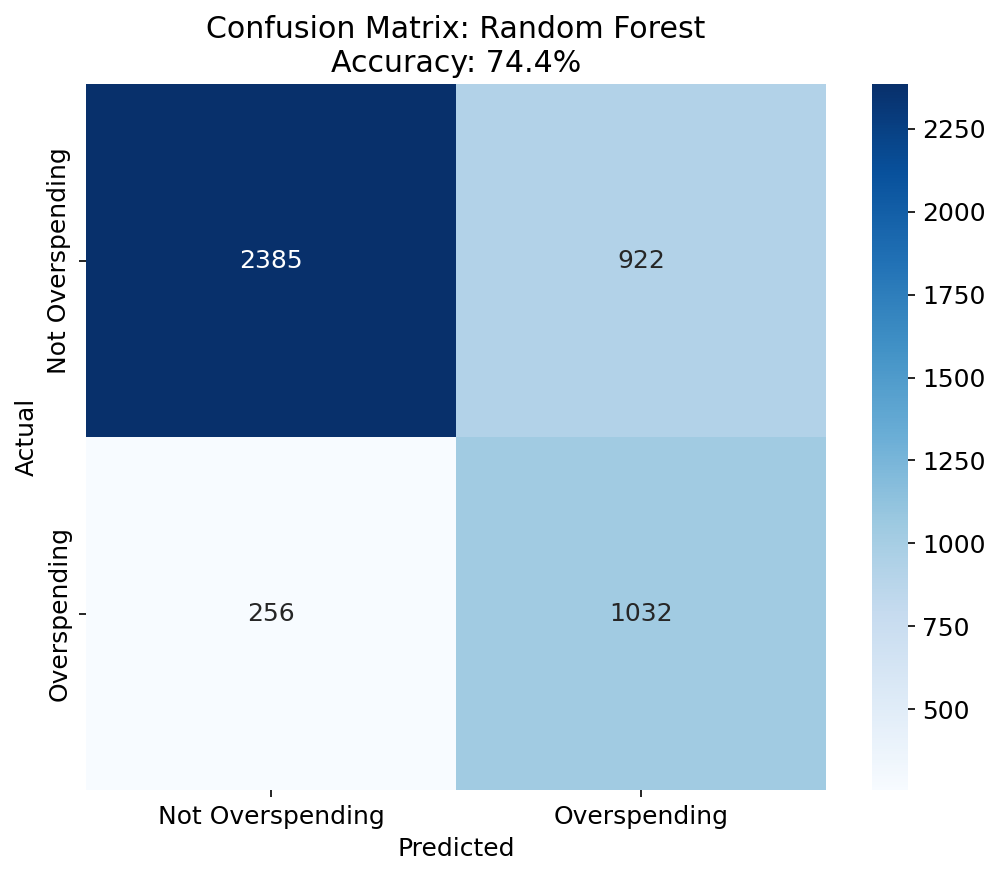 Confusion Matrix: Random Forest
Accuracy: 74.4%
Actual
Not Overspending
Overspending
2385
922
256
1032
Not Overspending
Overspending
Predicted
2250
2000
1750
1500
1250
1000
750
500